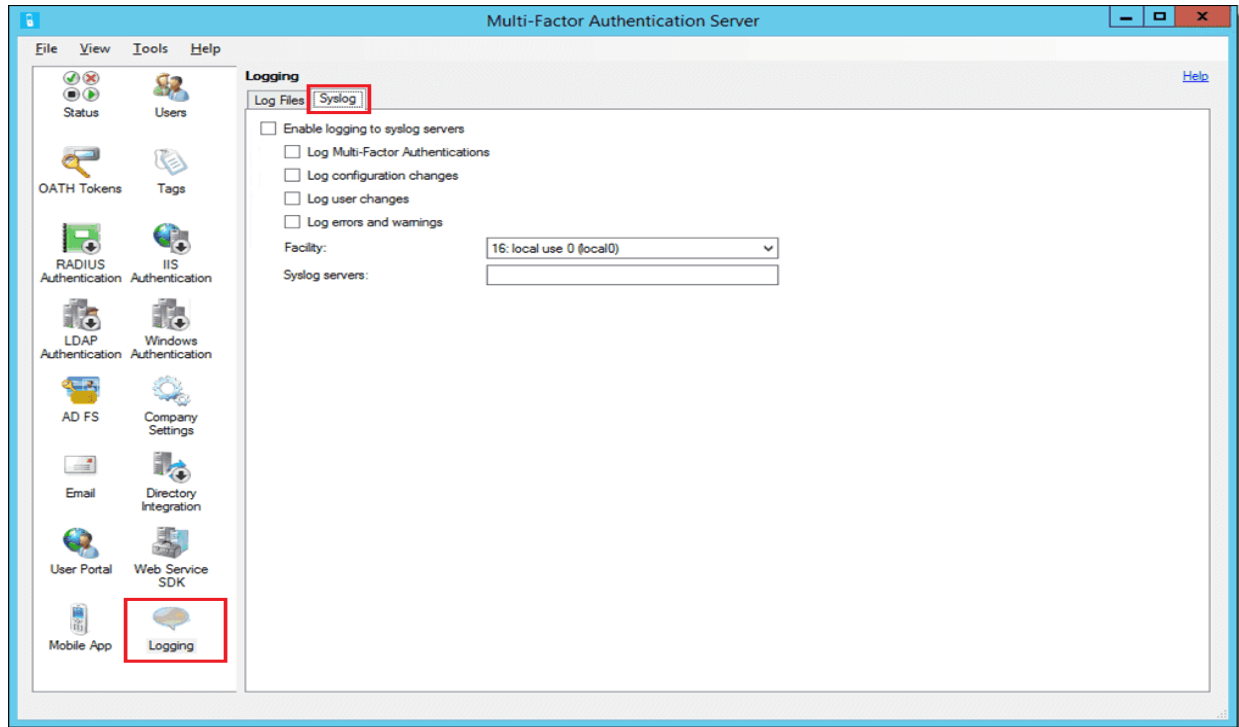 Multi-Factor Authentication Server
File View Tools Help
Status Users
OATH Tokens Tags
RADIUS Authentication IIS Authentication
LDAP Authentication Windows Authentication
AD FS Company Settings
Email Directory Integration
User Portal Web Service SDK
Mobile App Logging
Logging
Help
Log Files Syslog
Enable logging to syslog servers
Log Multi-Factor Authentications
Log configuration changes
Log user changes
Log errors and warnings
Facility: 16: local use 0 (local0)
Syslog servers: